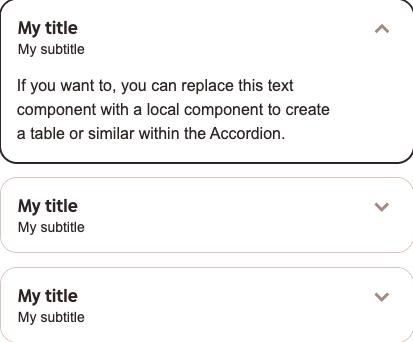 My title
My subtitle
If you want to, you can replace this text
component with a local component to create
a table or similar within the Accordion.
My title
My subtitle
My title
My subtitle